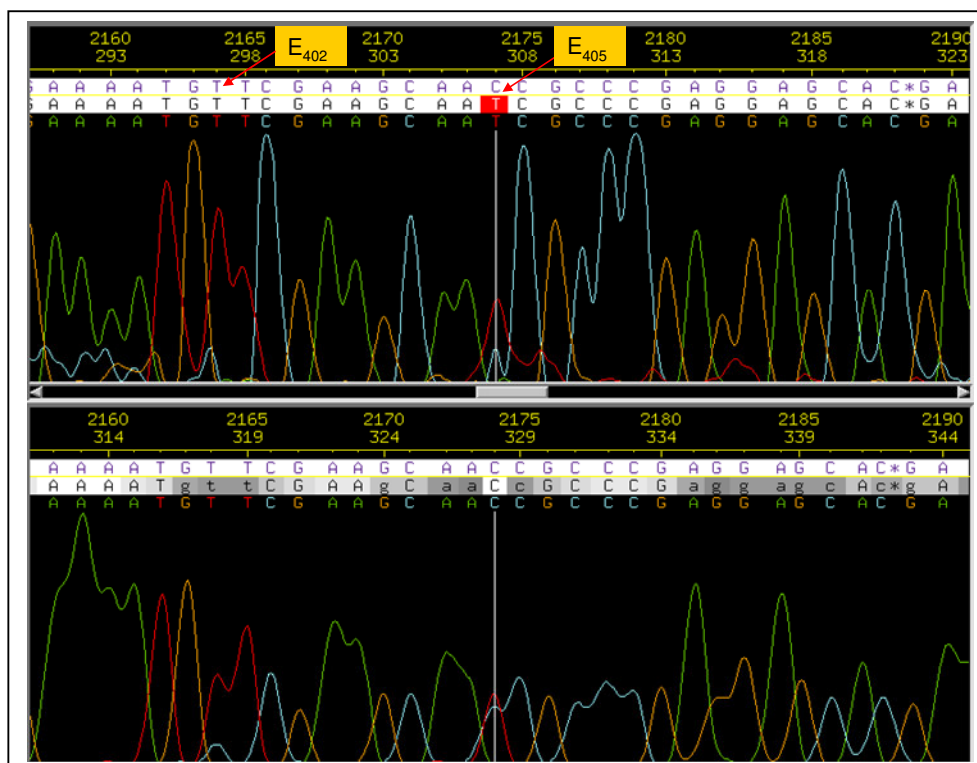 2160 2165 E402 2170 2175 E405 2180 2185 2190
293 298 303 308 313 318 323
G A A A A T G T T C G A A G C A A C C G C C C G A G G A G C A C * G A
G A A A A T G T T C G A A G C A A T C G C C C G A G G A G C A C * G A
G A A A A T G T T C G A A G C A A T C G C C C G A G G A G C A C G A
2160 2165 2170 2175 2180 2185 2190
314 319 324 329 334 339 344
A A A A T G T T C G A A G C A A C C G C C C G A G G A G C A C * G A
A A A A T g t t C G A A g C a a C c G C C C G a g g a g c A c * g A
A A A A T G T T C G A A G C A A C C G C C C G A G G A G C A C G A